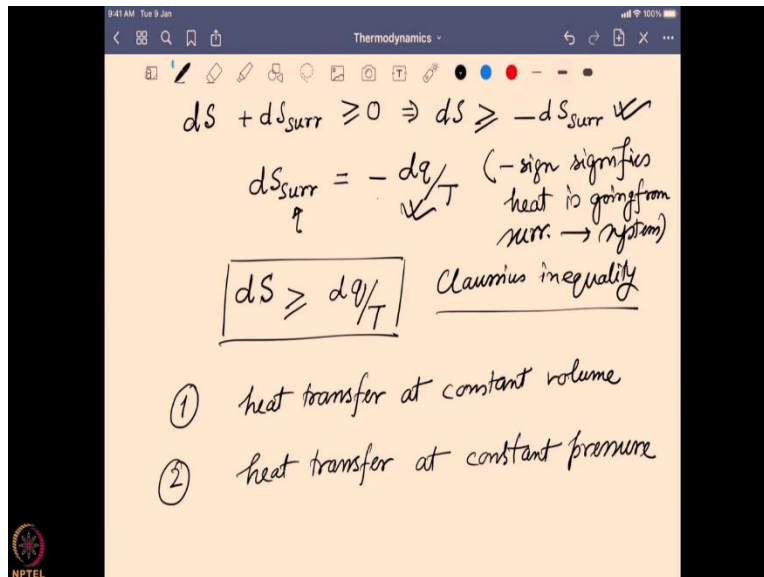 9:41 AM Tue 9 Jan
100%
Thermodynamics
dS + dS_surr ≥ 0 ⇒ dS ≥ − dS_surr
dS_surr = − dq/T (− sign signifies
heat is going from
surr. → system)
dS ≥ dq/T Clausius inequality
① heat transfer at constant volume
② heat transfer at constant pressure
NPTEL